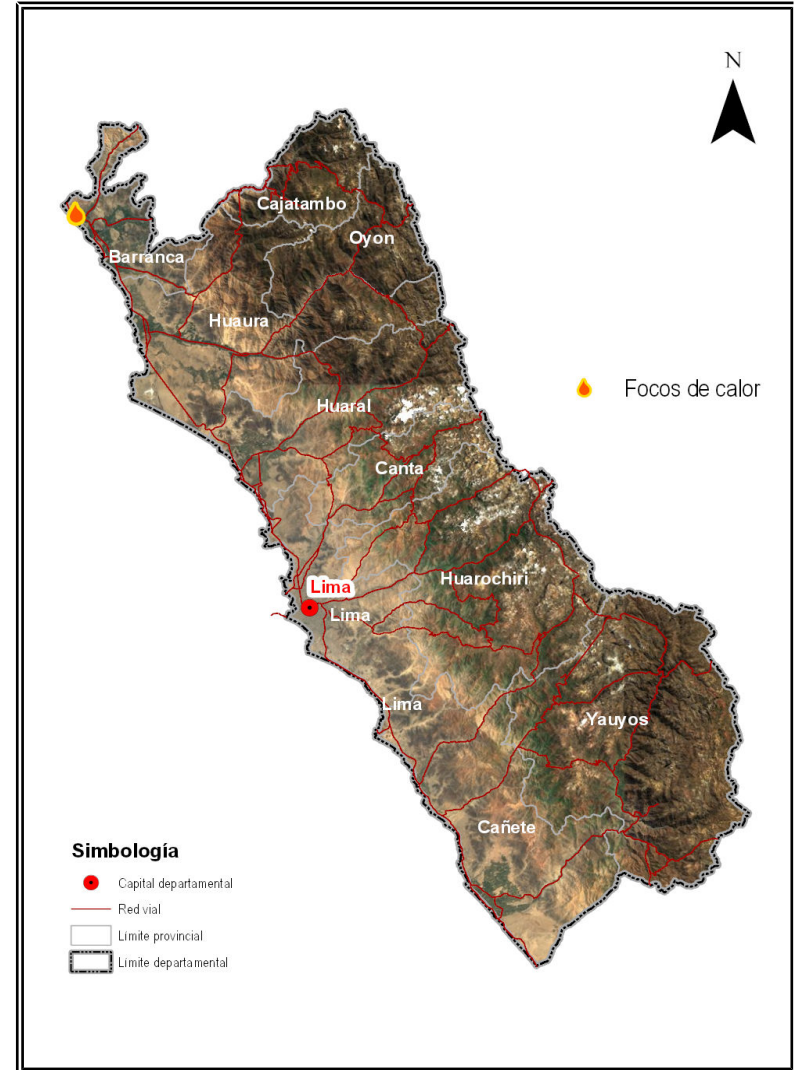 N
Cajatambo
Oyon
Barranca
Huaura
Focos de calor
Huaral
Canta
Huarochiri
Lima
Lima
Lima
Yauyos
Cañete
Simbología
Capital departamental
Red vial
Límite provincial
Límite departamental